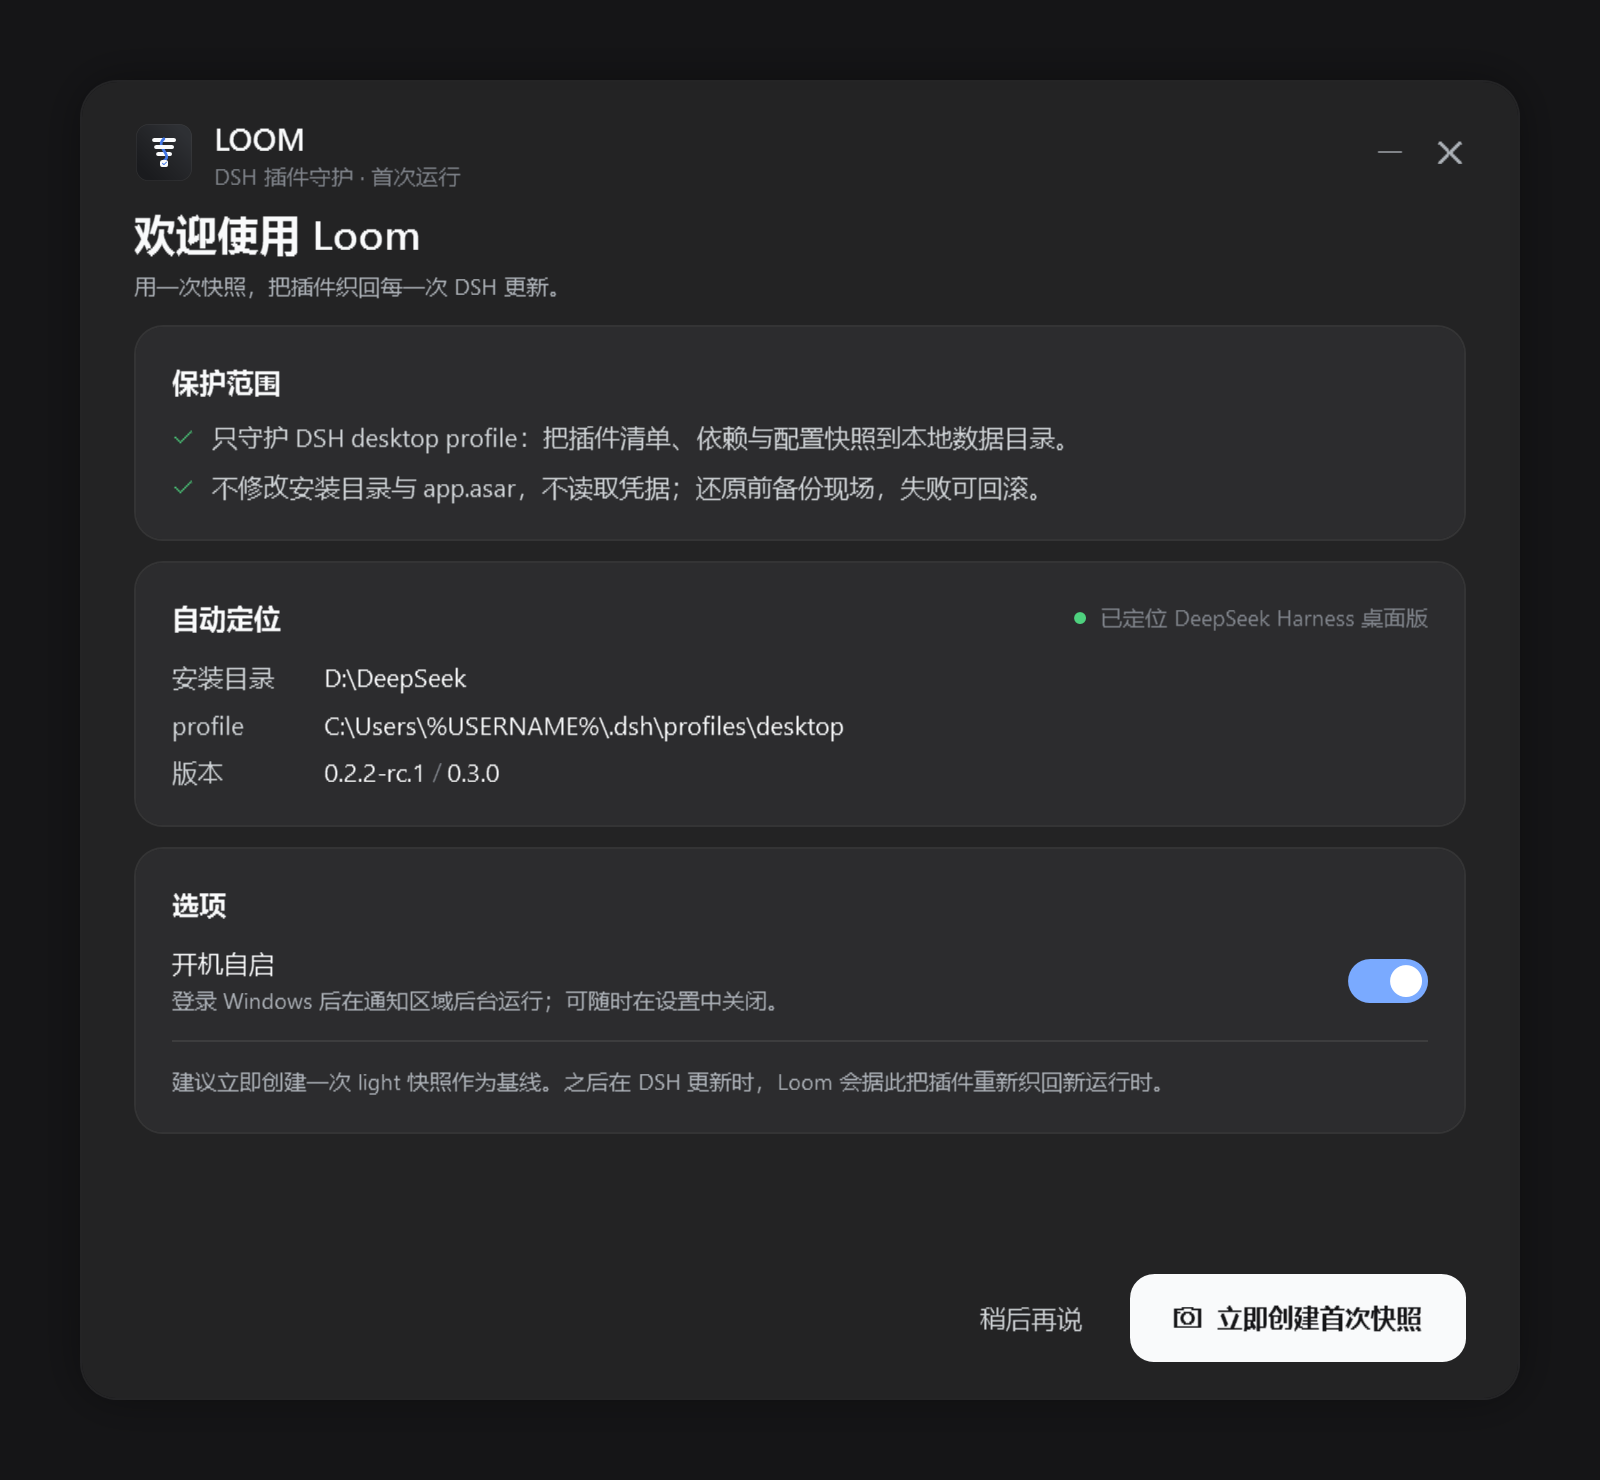 LOOM
DSH 插件守护 · 首次运行
欢迎使用 Loom
用一次快照，把插件织回每一次 DSH 更新。
保护范围
只守护 DSH desktop profile：把插件清单、依赖与配置快照到本地数据目录。
不修改安装目录与 app.asar，不读取凭据；还原前备份现场，失败可回滚。
自动定位
已定位 DeepSeek Harness 桌面版
安装目录 D:\DeepSeek
profile C:\Users\%USERNAME%\.dsh\profiles\desktop
版本 0.2.2-rc.1 / 0.3.0
选项
开机自启
登录 Windows 后在通知区域后台运行；可随时在设置中关闭。
建议立即创建一次 light 快照作为基线。之后在 DSH 更新时，Loom 会据此把插件重新织回新运行时。
稍后再说
立即创建首次快照